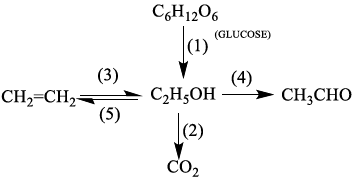 C₆H₁₂O₆
(GLUCOSE)
(1)
CH₂=CH₂ (3) C₂H₅OH (4) CH₃CHO
(5)
(2)
CO₂